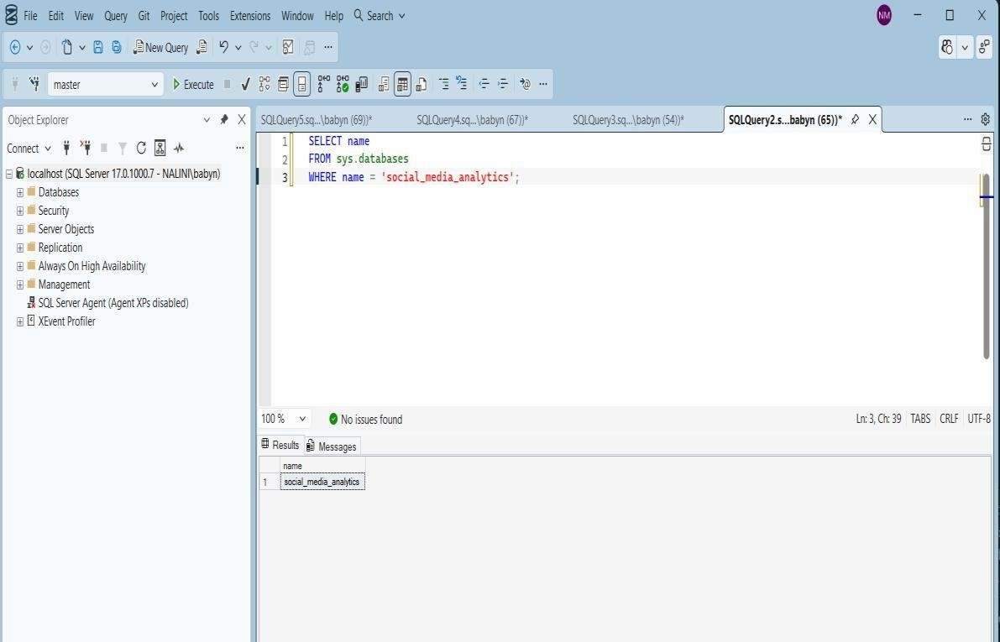 File Edit View Query Git Project Tools Extensions Window Help Search NM
New Query
master Execute
Object Explorer
Connect
localhost (SQL Server 17.0.1000.7 - NALINI\babyn)
Databases
Security
Server Objects
Replication
Always On High Availability
Management
SQL Server Agent (Agent XPs disabled)
XEvent Profiler
SQLQuery5.sq...\babyn (69))* SQLQuery4.sq...\babyn (67))* SQLQuery3.sq...\babyn (54))* SQLQuery2.s...babyn (65))*
1 SELECT name
2 FROM sys.databases
3 WHERE name = 'social_media_analytics';
100 % No issues found Ln: 3, Ch: 39 TABS CRLF UTF-8
Results Messages
name
1 social_media_analytics